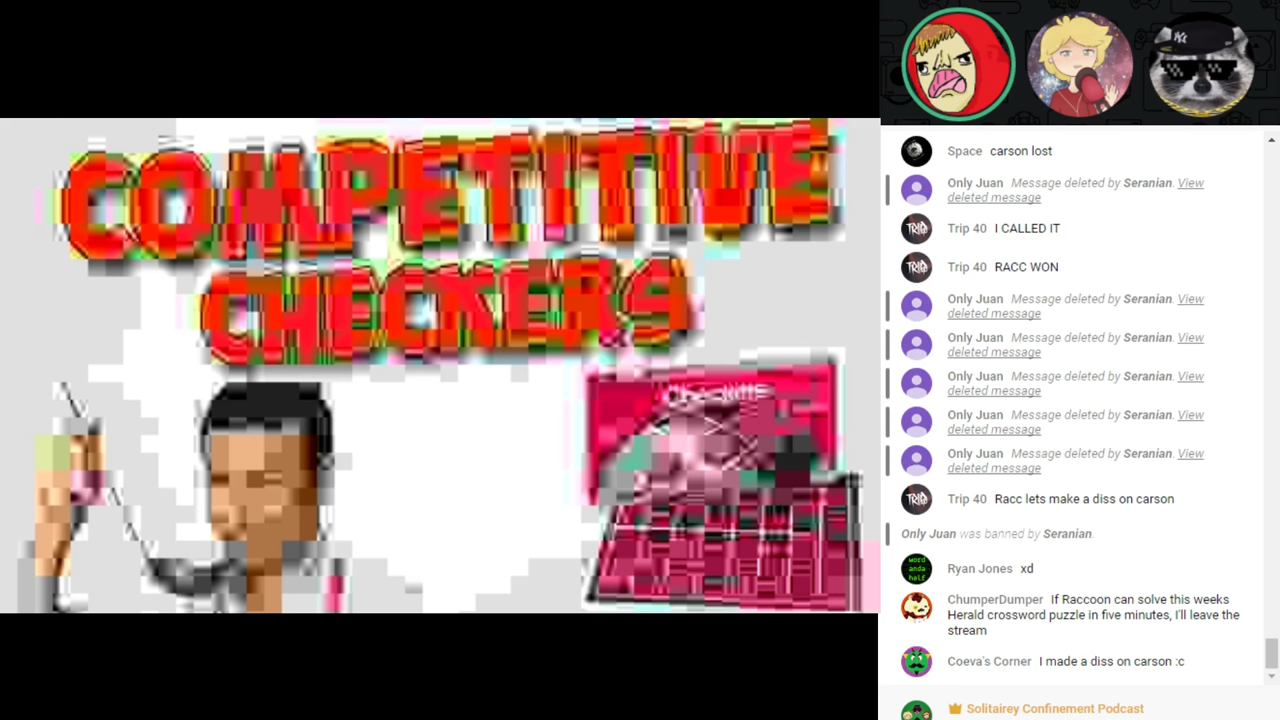 COMPETITIVE
CHECKERS
Space carson lost
Only Juan Message deleted by Seranian. View
deleted message
Trip 40 I CALLED IT
Trip 40 RACC WON
Only Juan Message deleted by Seranian. View
deleted message
Only Juan Message deleted by Seranian. View
deleted message
Only Juan Message deleted by Seranian. View
deleted message
Only Juan Message deleted by Seranian. View
deleted message
Only Juan Message deleted by Seranian. View
deleted message
Trip 40 Racc lets make a diss on carson
Only Juan was banned by Seranian.
word
anda
half
Ryan Jones xd
ChumperDumper If Raccoon can solve this weeks
Herald crossword puzzle in five minutes, I'll leave the
stream
Coeva's Corner I made a diss on carson :c
Solitairey Confinement Podcast